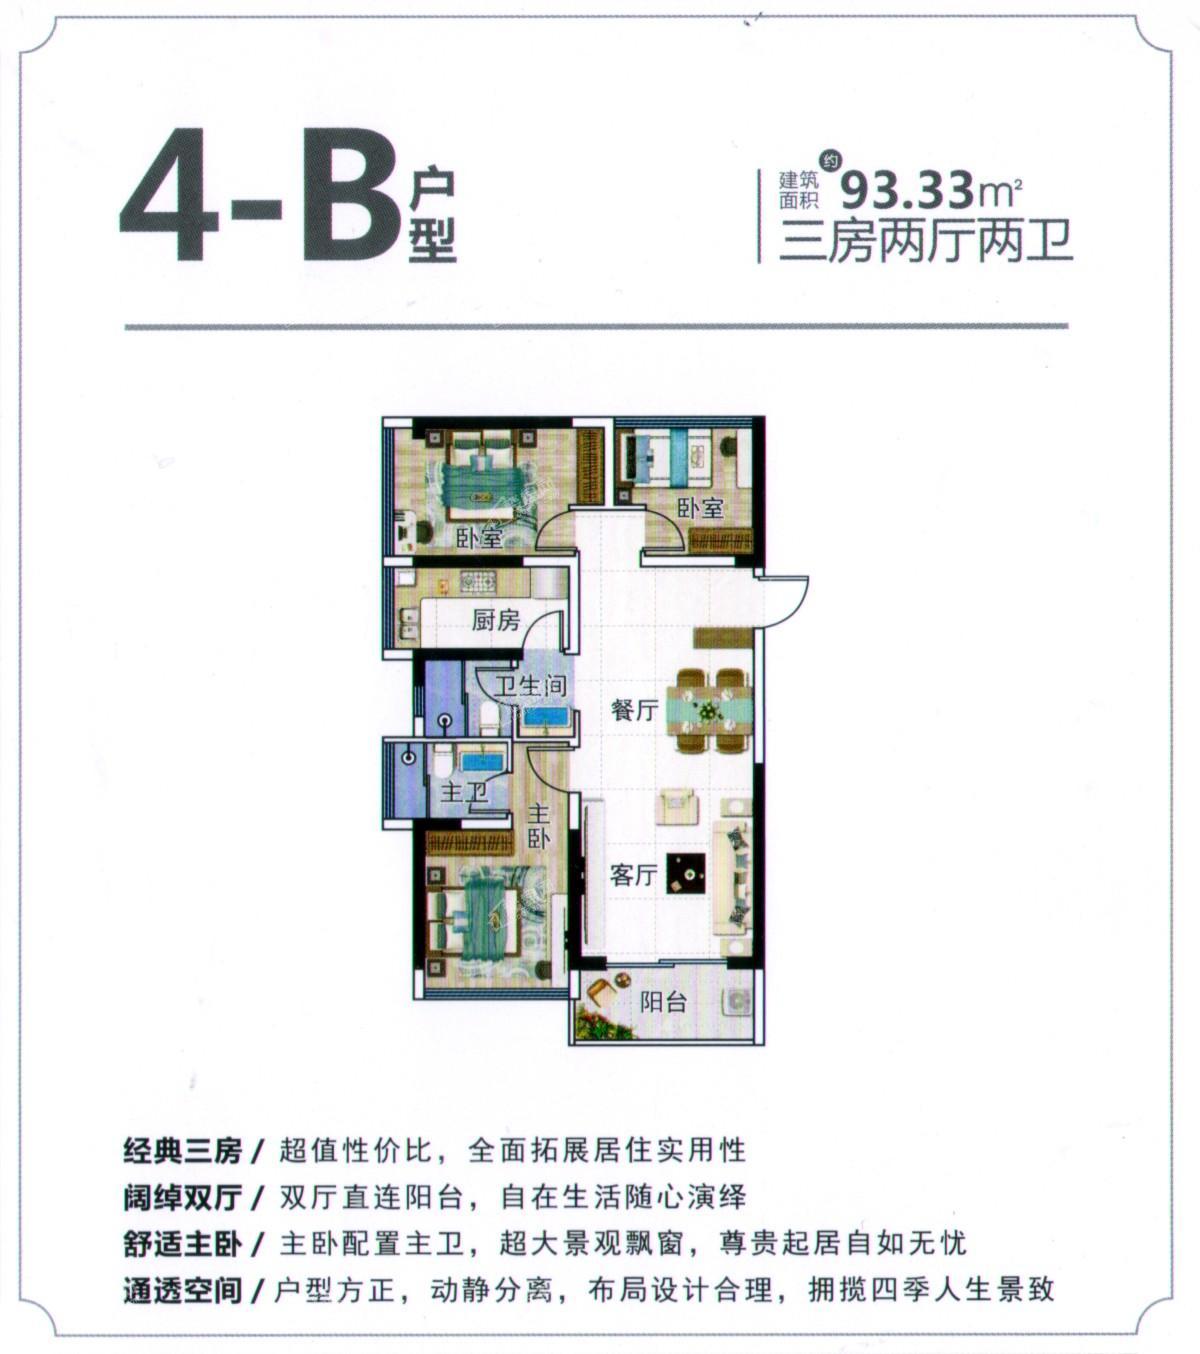 4-B户型
建筑面积 约 93.33m²
三房两厅两卫
卧室
卧室
厨房
卫生间
餐厅
主卫
主卧
客厅
阳台
经典三房 / 超值性价比，全面拓展居住实用性
阔绰双厅 / 双厅直连阳台，自在生活随心演绎
舒适主卧 / 主卧配置主卫，超大景观飘窗，尊贵起居自如无忧
通透空间 / 户型方正，动静分离，布局设计合理，拥揽四季人生景致